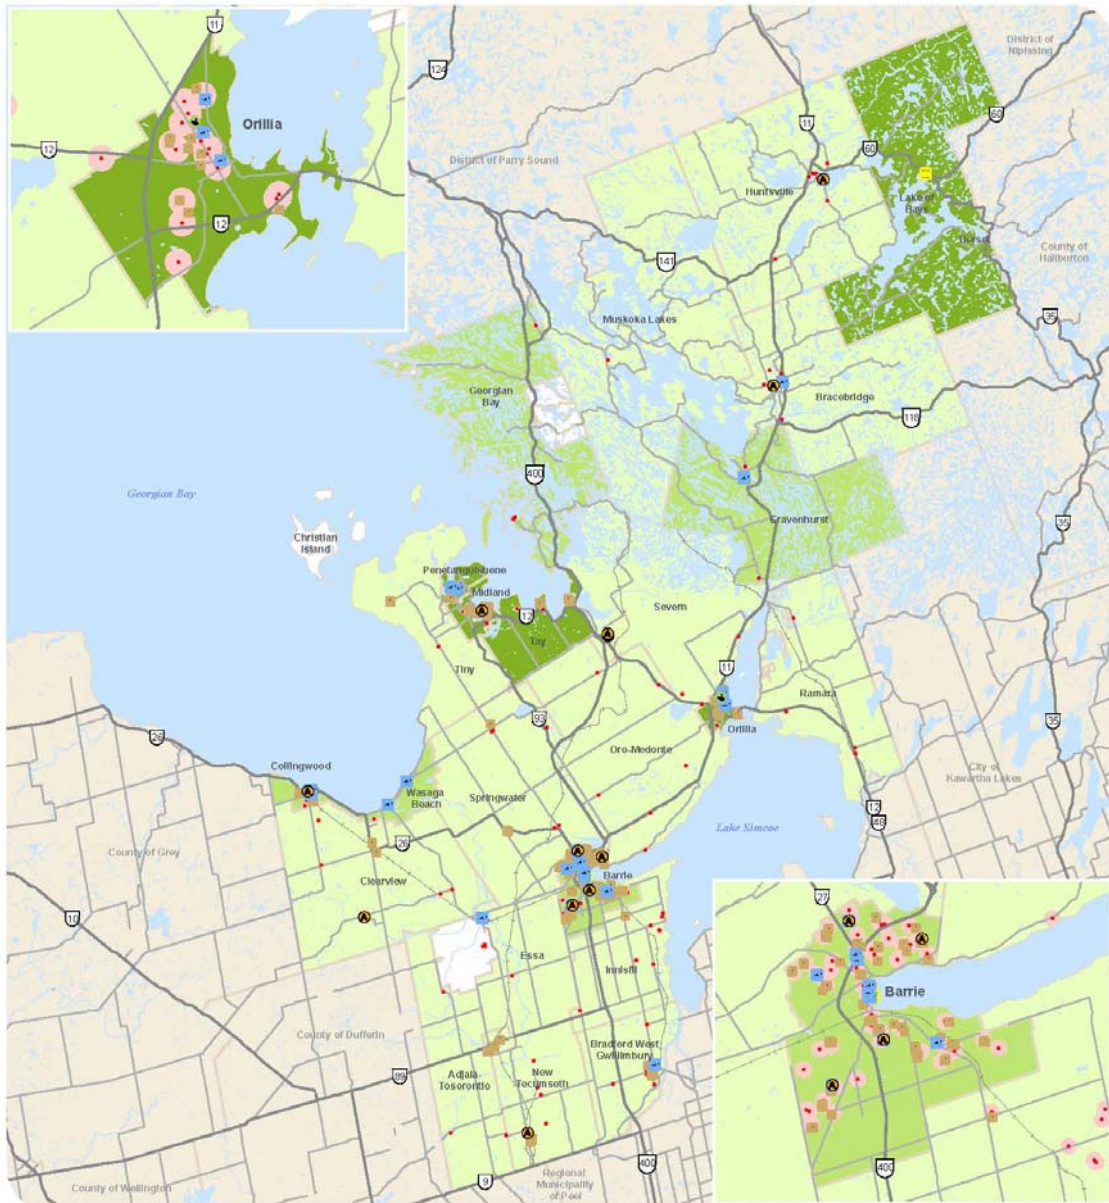 11
Orillia
12
12
District of
Nipissing
124
11
60
60
District of Parry Sound
Huntsville
Lake of
Bays
Dorset
County of
Haliburton
141
35
Muskoka Lakes
Georgian
Bay
Bracebridge
118
400
Georgian Bay
Gravenhurst
35
Christian
Island
Penetanguishene
Midland
12
Severn
Tay
Tiny
11
Ramara
93
Orillia
35
26
Oro-Medonte
Collingwood
City of
Kawartha Lakes
Wasaga
Beach
Springwater
12
48
Lake Simcoe
26
County of Grey
Barrie
Clearview
10
Essa
Innisfil
27
Barrie
County of Dufferin
Bradford West
Gwillimbury
89
Adjala-
Tosorontio
New
Tecumseth
400
400
9
Regional
Municipality
of Peel
County of Wellington